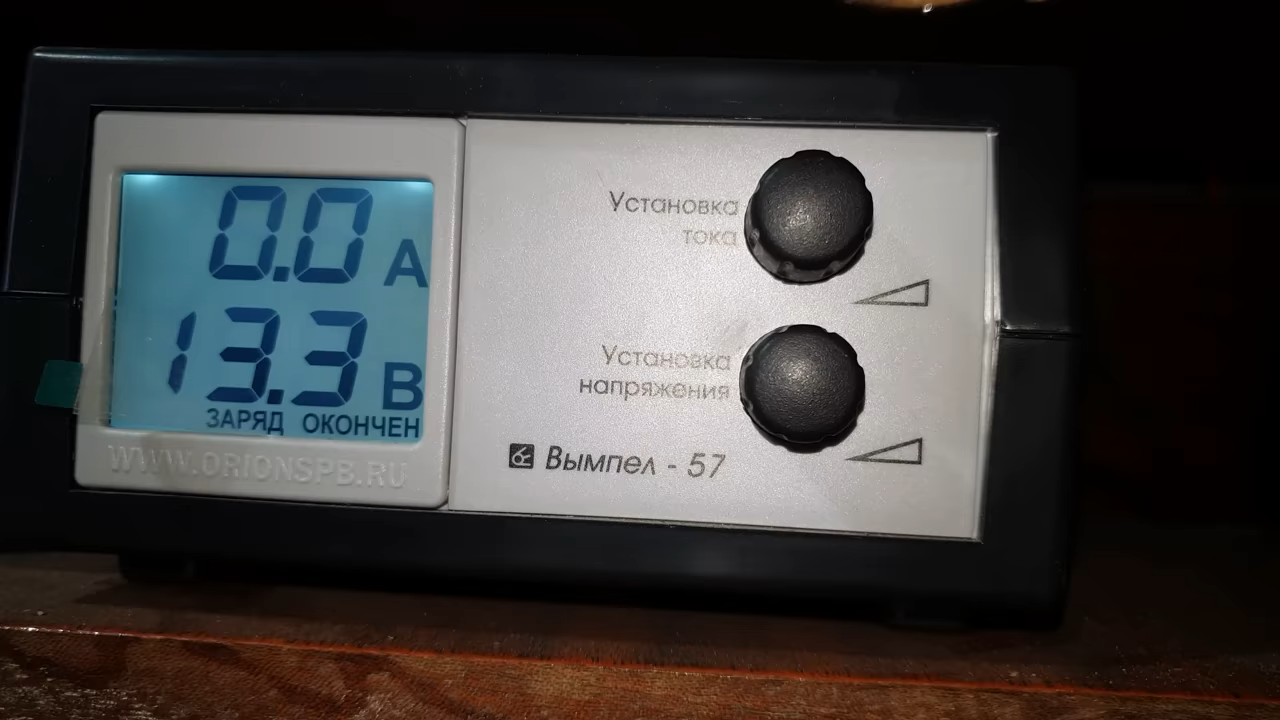 0.0 А
13.3 В
ЗАРЯД ОКОНЧЕН
WWW.ORIONSPB.RU
Установка
тока
Установка
напряжения
Вымпел - 57